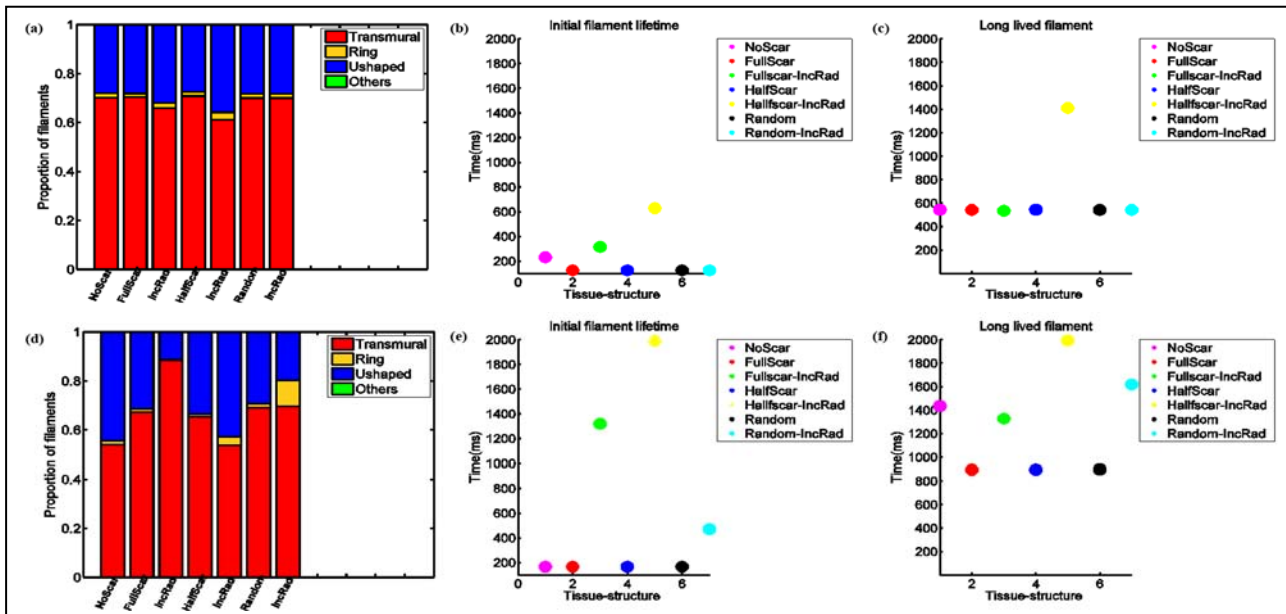 (a)
1
0.8
0.6
0.4
0.2
0
Proportion of filaments
Transmural
Ring
Ushaped
Others
NoScar
FullScar
IncRad
HalfScar
IncRad
Random
IncRad
(b)
Initial filament lifetime
2000
1800
1600
1400
1200
1000
800
600
400
200
Time(ms)
0 2 4 6
Tissue-structure
NoScar
FullScar
Fullscar-IncRad
HalfScar
Hallfscar-IncRad
Random
Random-IncRad
(c)
Long lived filament
2000
1800
1600
1400
1200
1000
800
600
400
200
Time(ms)
2 4 6
Tissue-structure
NoScar
FullScar
Fullscar-IncRad
HalfScar
Hallfscar-IncRad
Random
Random-IncRad
(d)
1
0.8
0.6
0.4
0.2
0
Proportion of filaments
Transmural
Ring
Ushaped
Others
NoScar
FullScar
IncRad
HalfScar
IncRad
Random
IncRad
(e)
Initial filament lifetime
2000
1800
1600
1400
1200
1000
800
600
400
200
Time(ms)
0 2 4 6
Tissue-structure
NoScar
FullScar
Fullscar-IncRad
HalfScar
Hallfscar-IncRad
Random
Random-IncRad
(f)
Long lived filament
2000
1800
1600
1400
1200
1000
800
600
400
200
Time(ms)
2 4 6
Tissue-structure
NoScar
FullScar
Fullscar-IncRad
HalfScar
Hallfscar-IncRad
Random
Random-IncRad